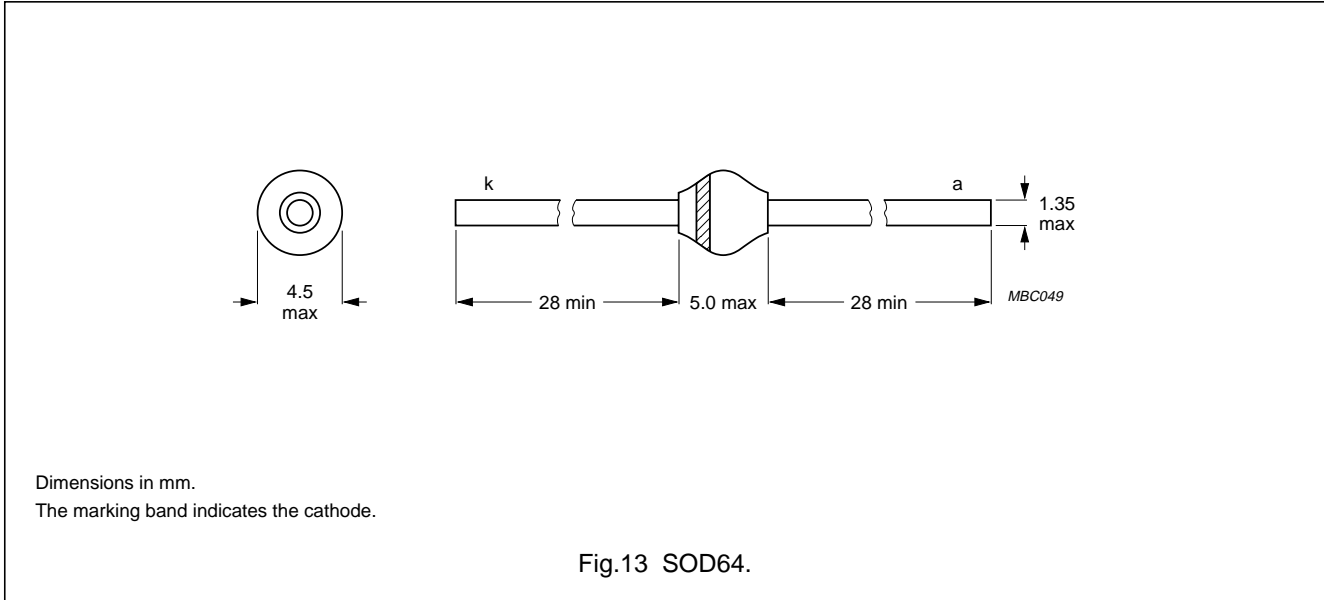 k
a
1.35
max
4.5
max
28 min
5.0 max
28 min
MBC049
Dimensions in mm.
The marking band indicates the cathode.
Fig.13 SOD64.